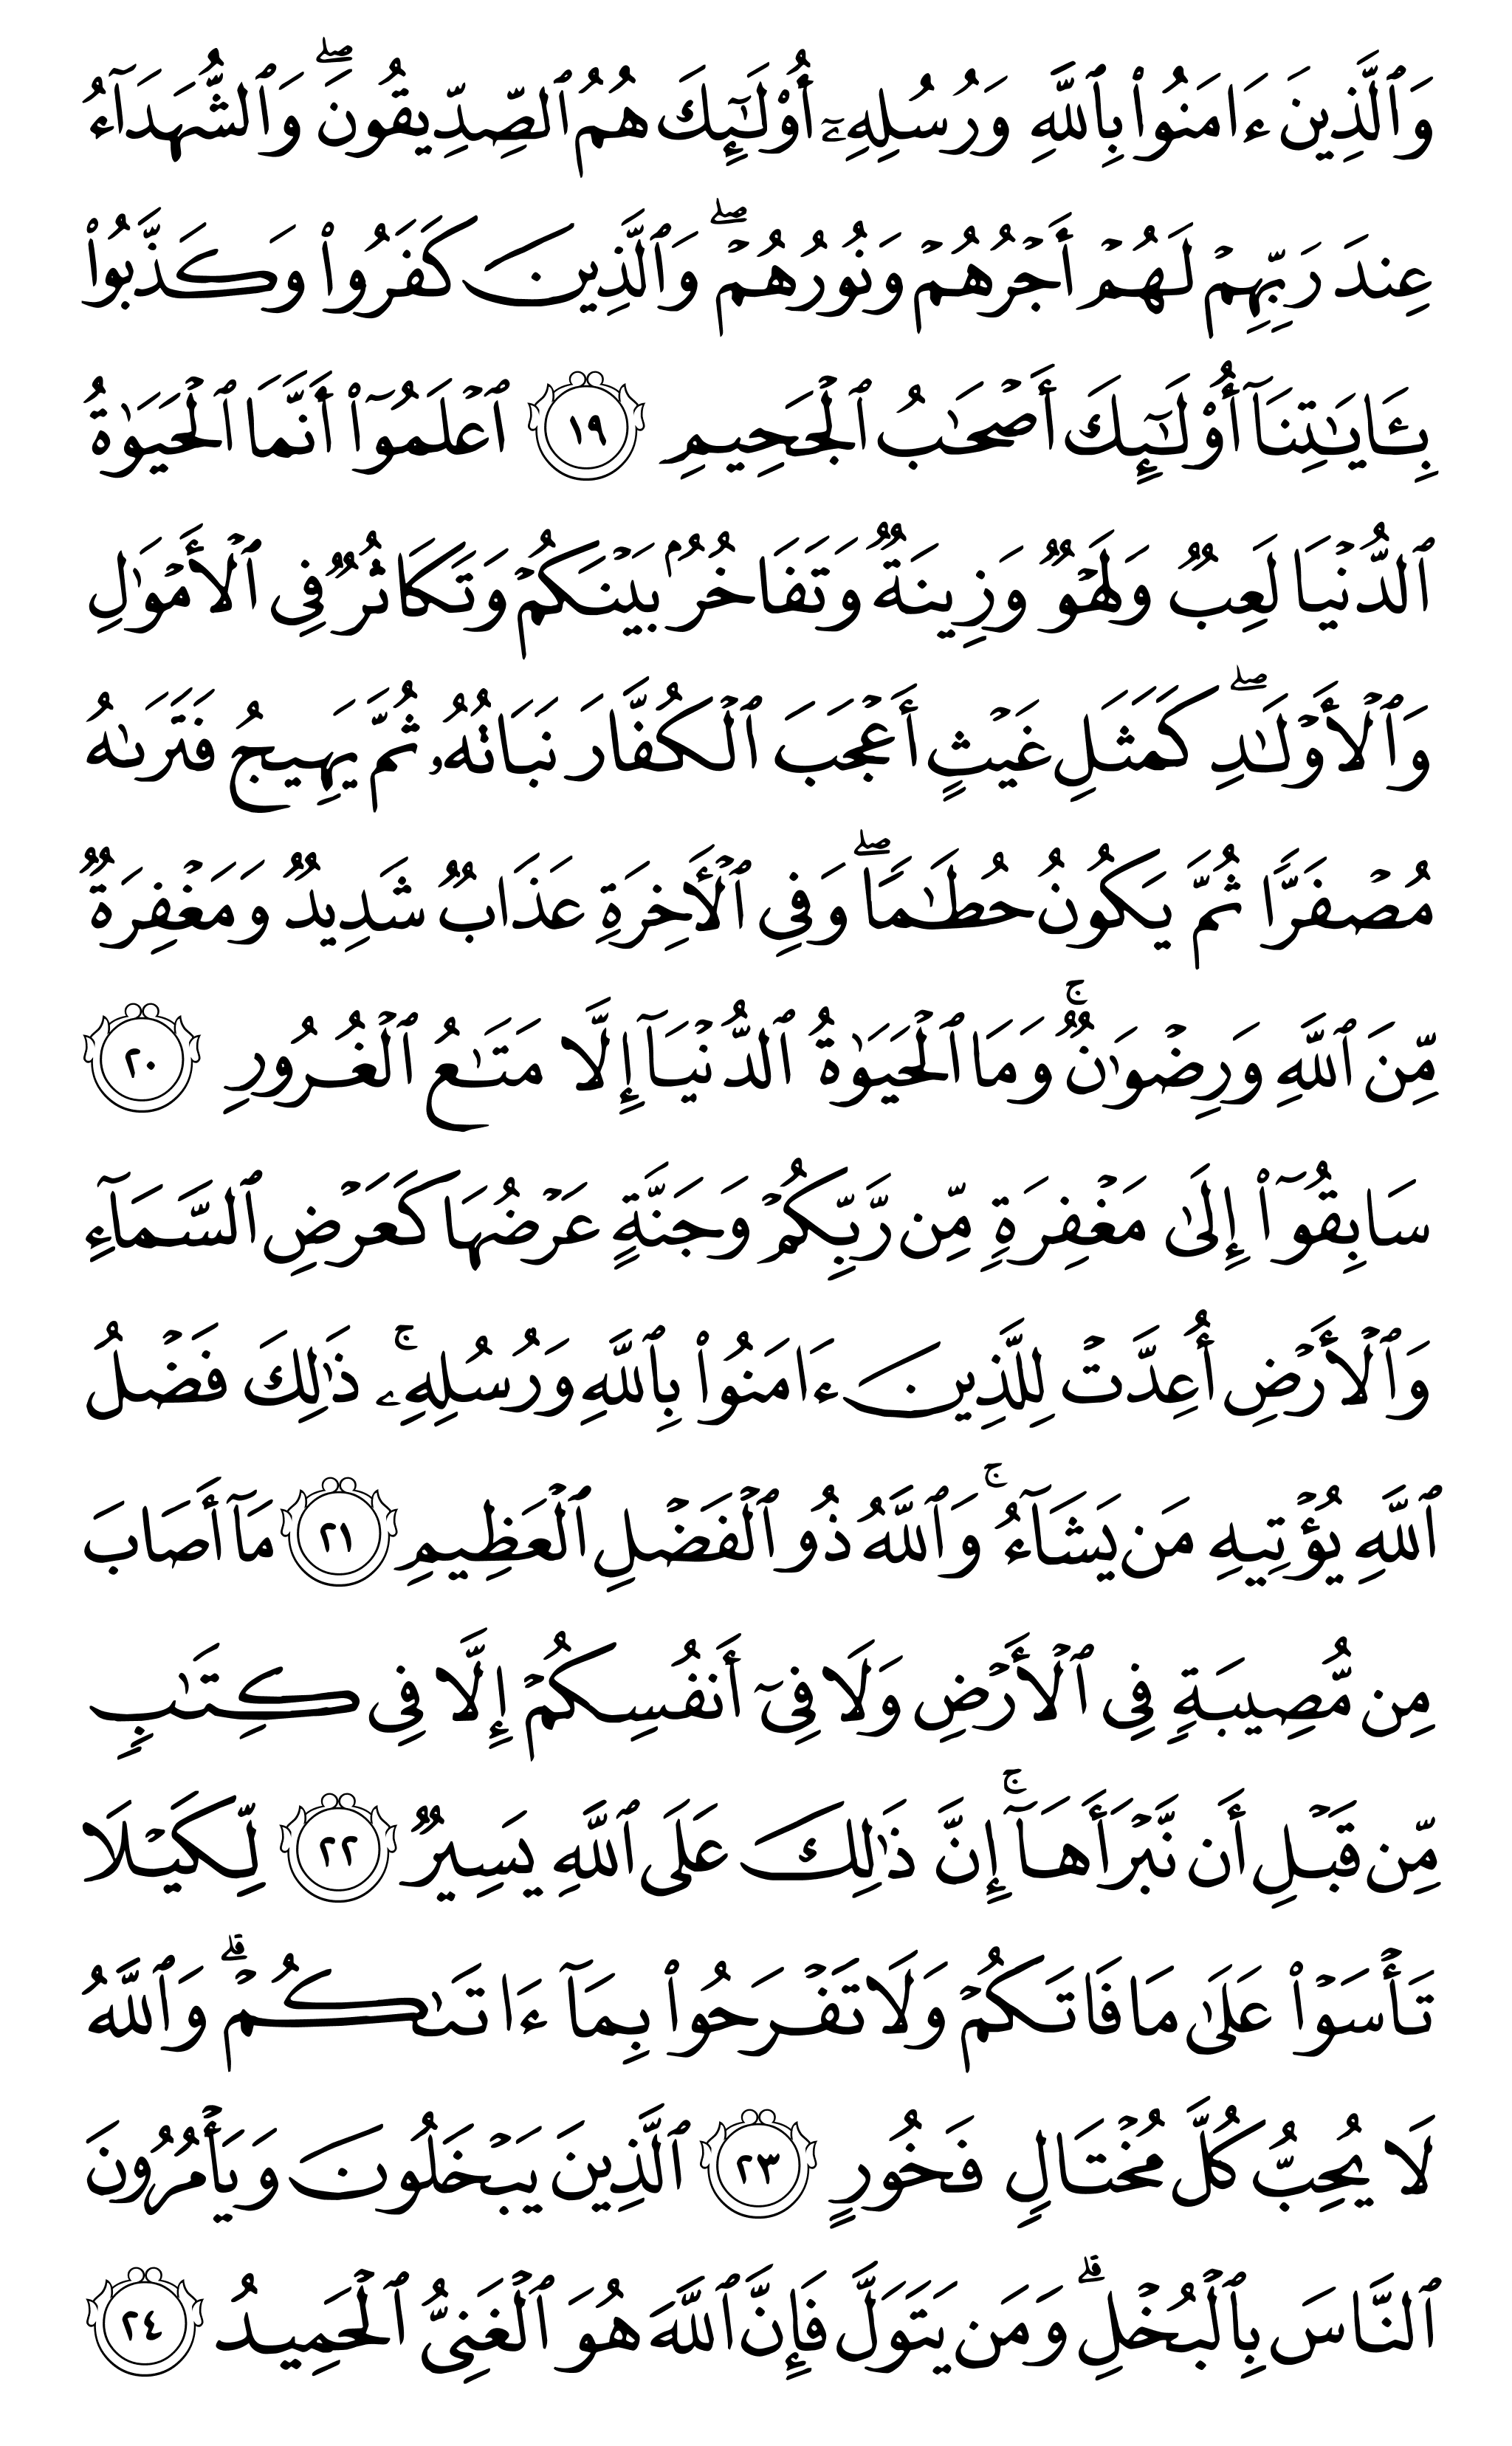 وَٱلَّذِينَ ءَامَنُوا۟ بِٱللَّهِ وَرُسُلِهِۦٓ أُو۟لَـٰٓئِكَ هُمُ ٱلصِّدِّيقُونَ ۖ وَٱلشُّهَدَآءُ
عِندَ رَبِّهِمْ لَهُمْ أَجْرُهُمْ وَنُورُهُمْ ۖ وَٱلَّذِينَ كَفَرُوا۟ وَكَذَّبُوا۟
بِـَٔايَـٰتِنَآ أُو۟لَـٰٓئِكَ أَصْحَـٰبُ ٱلْجَحِيمِ ١٩ ٱعْلَمُوٓا۟ أَنَّمَا ٱلْحَيَوٰةُ
ٱلدُّنْيَا لَعِبٌ وَلَهْوٌ وَزِينَةٌ وَتَفَاخُرٌۢ بَيْنَكُمْ وَتَكَاثُرٌ فِى ٱلْأَمْوَٰلِ
وَٱلْأَوْلَـٰدِ ۖ كَمَثَلِ غَيْثٍ أَعْجَبَ ٱلْكُفَّارَ نَبَاتُهُۥ ثُمَّ يَهِيجُ فَتَرَىٰهُ
مُصْفَرًّا ثُمَّ يَكُونُ حُطَـٰمًا ۖ وَفِى ٱلْـَٔاخِرَةِ عَذَابٌ شَدِيدٌ وَمَغْفِرَةٌ
مِّنَ ٱللَّهِ وَرِضْوَٰنٌ ۚ وَمَا ٱلْحَيَوٰةُ ٱلدُّنْيَآ إِلَّا مَتَـٰعُ ٱلْغُرُورِ ٢٠
سَابِقُوٓا۟ إِلَىٰ مَغْفِرَةٍ مِّن رَّبِّكُمْ وَجَنَّةٍ عَرْضُهَا كَعَرْضِ ٱلسَّمَآءِ
وَٱلْأَرْضِ أُعِدَّتْ لِلَّذِينَ ءَامَنُوا۟ بِٱللَّهِ وَرُسُلِهِۦ ۚ ذَٰلِكَ فَضْلُ
ٱللَّهِ يُؤْتِيهِ مَن يَشَآءُ ۚ وَٱللَّهُ ذُو ٱلْفَضْلِ ٱلْعَظِيمِ ٢١ مَآ أَصَابَ
مِن مُّصِيبَةٍ فِى ٱلْأَرْضِ وَلَا فِىٓ أَنفُسِكُمْ إِلَّا فِى كِتَـٰبٍ
مِّن قَبْلِ أَن نَّبْرَأَهَآ ۚ إِنَّ ذَٰلِكَ عَلَى ٱللَّهِ يَسِيرٌ ٢٢ لِّكَيْلَا
تَأْسَوْا۟ عَلَىٰ مَا فَاتَكُمْ وَلَا تَفْرَحُوا۟ بِمَآ ءَاتَىٰكُمْ ۗ وَٱللَّهُ
لَا يُحِبُّ كُلَّ مُخْتَالٍ فَخُورٍ ٢٣ ٱلَّذِينَ يَبْخَلُونَ وَيَأْمُرُونَ
ٱلنَّاسَ بِٱلْبُخْلِ ۗ وَمَن يَتَوَلَّ فَإِنَّ ٱللَّهَ هُوَ ٱلْغَنِىُّ ٱلْحَمِيدُ ٢٤